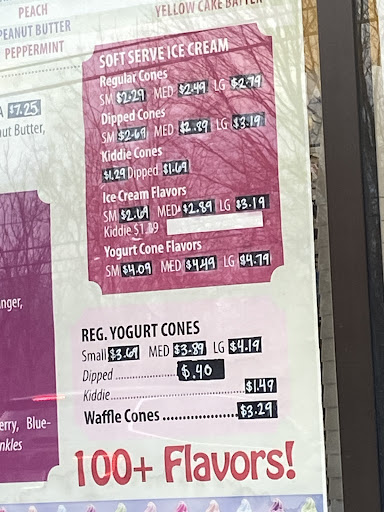 PEACH
PEANUT BUTTER
PEPPERMINT
YELLOW CAKE BATTER
$7.25
nut Butter,
SOFT SERVE ICE CREAM
Regular Cones
SM $2.29 MED $2.49 LG $2.79
Dipped Cones
SM $2.69 MED $2.89 LG $3.19
Kiddie Cones
$1.29 Dipped $1.69
Ice Cream Flavors
SM $2.69 MED $2.89 LG $3.19
Kiddie $1.
Yogurt Cone Flavors
SM $4.09 MED $4.49 LG $4.79
nger,
REG. YOGURT CONES
Small $3.69 MED $3.89 LG $4.19
Dipped.................... $.40
Kiddie.................................... $1.49
Waffle Cones ................... $3.29
erry, Blue-
nkles
100+ Flavors!